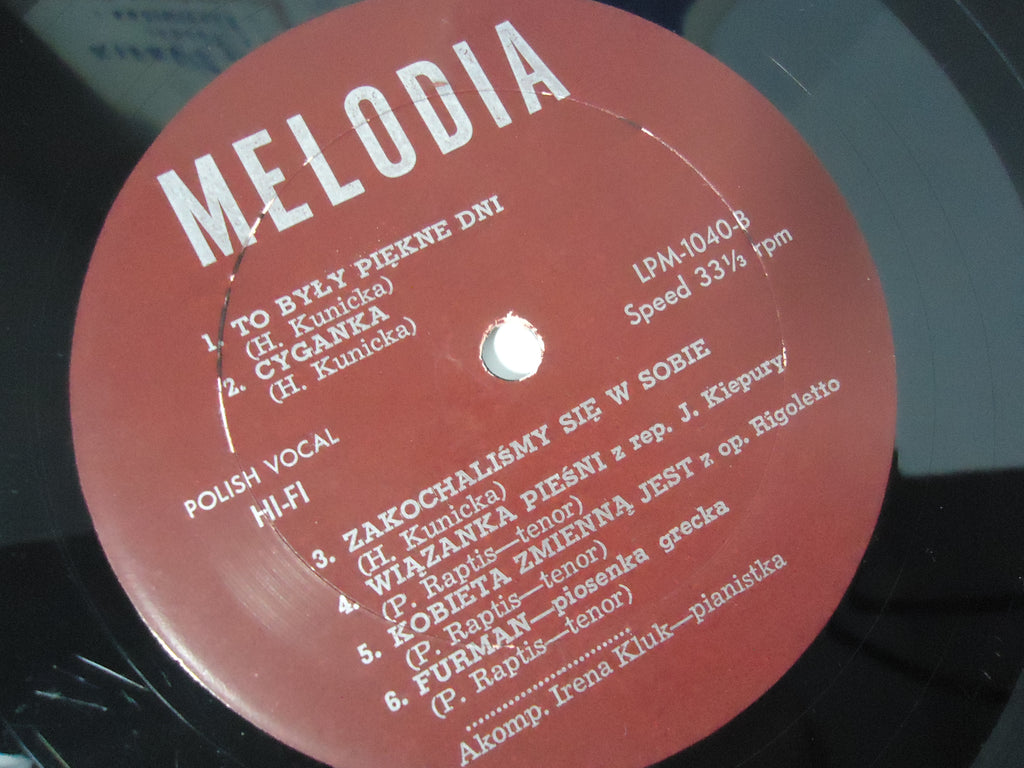 MELODIA
1. TO BYŁY PIĘKNE DNI
(H. Kunicka)
2. CYGANKA
(H. Kunicka)
LPM-1040-B
Speed 33⅓ rpm
POLISH VOCAL
HI-FI
3. ZAKOCHALIŚMY SIĘ W SOBIE
(H. Kunicka)
4. WIĄZANKA PIEŚNI z rep. J. Kiepury
(P. Raptis—tenor)
5. KOBIETA ZMIENNĄ JEST z op. Rigoletto
(P. Raptis—tenor)
6. FURMAN—piosenka grecka
(P. Raptis—tenor)
..............................
Akomp. Irena Kluk—pianistka